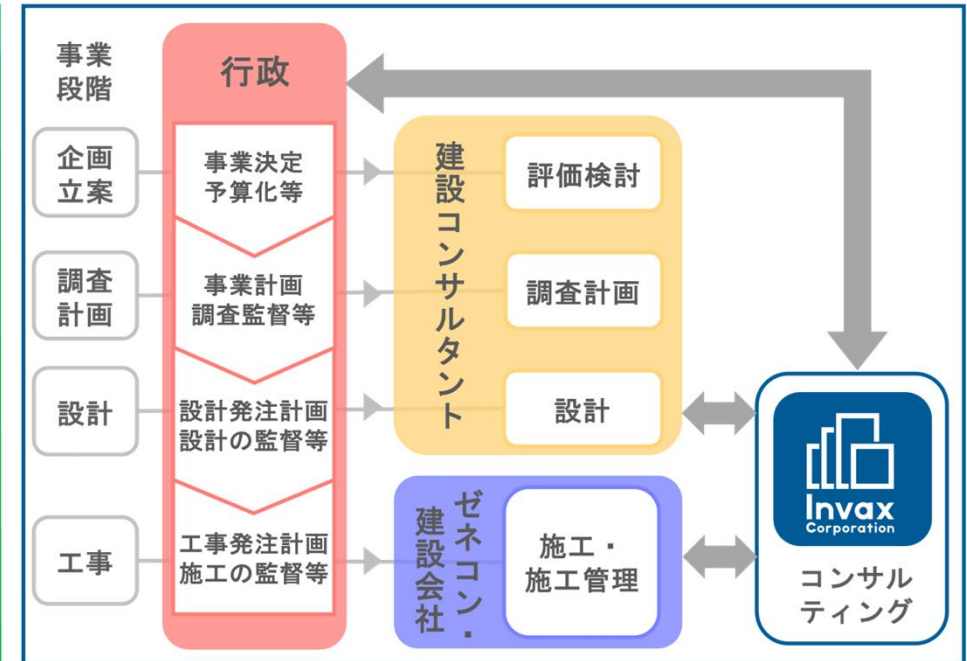 事業
段階
行政
企画
立案
事業決定
予算化等
建設コンサルタント
評価検討
調査
計画
事業計画
調査監督等
調査計画
設計
設計発注計画
設計の監督等
設計
工事
工事発注計画
施工の監督等
ゼネコン・
建設会社
施工・
施工管理
Invax
Corporation
コンサル
ティング